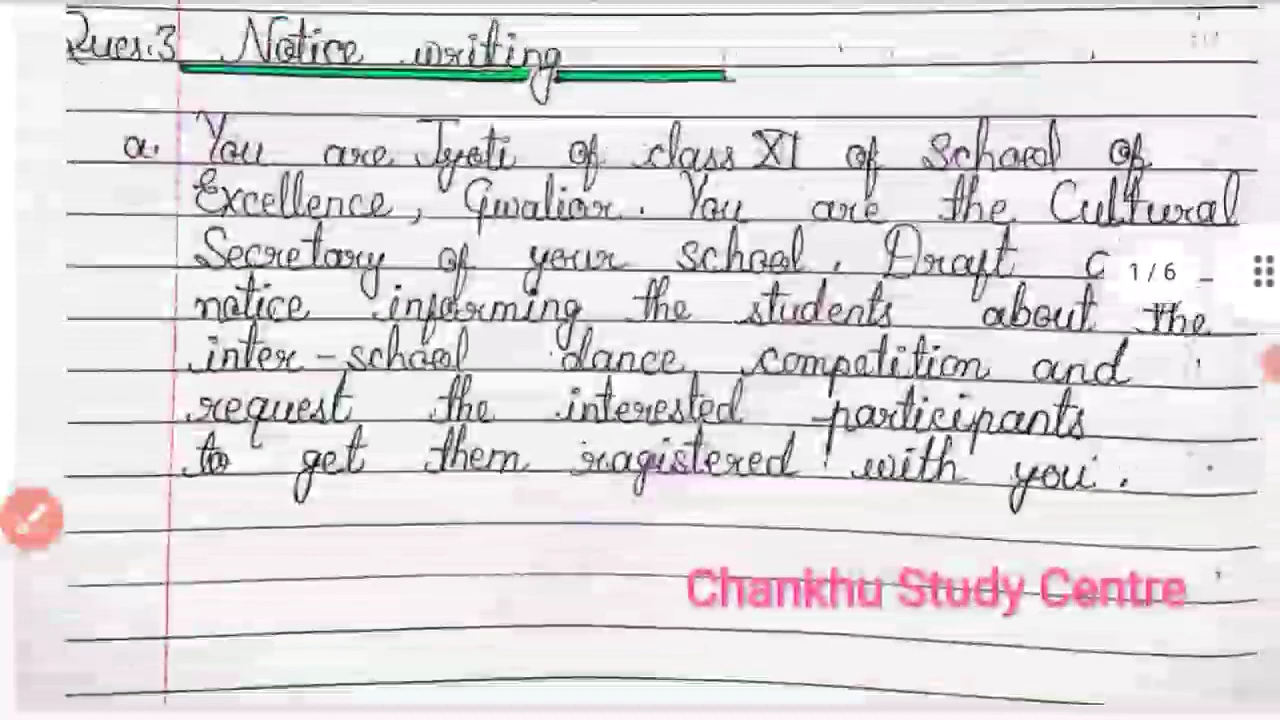 Ques.3 Notice writing
a. You are Jyoti of class XI of School of
Excellence, Gwalior. You are the Cultural
Secretary of your school. Draft
1/6
notice informing the students about the
inter-school dance competition and
request the interested participants
to get them ragistered with you.
Chankhu Study Centre